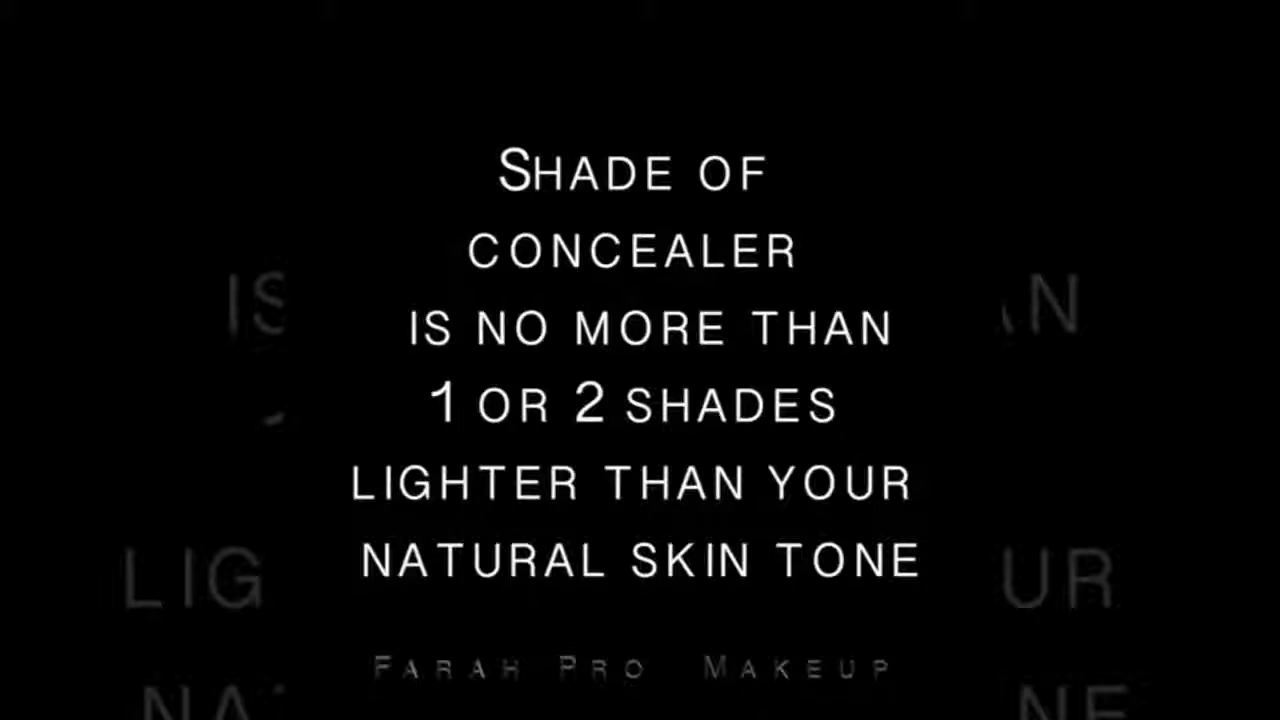 SHADE OF
CONCEALER
IS NO MORE THAN
1 OR 2 SHADES
LIGHTER THAN YOUR
NATURAL SKIN TONE
FARAH PRO MAKEUP